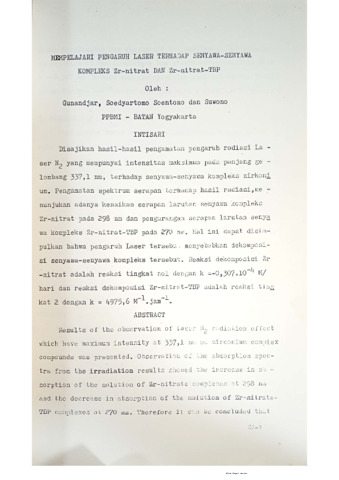 MEMPELAJARI PENGARUH LASER TERHADAP SENYAWA-SENYAWA
KOMPLEKS Zr-nitrat DAN Zr-nitrat-TBP
Oleh :
Gunandjar, Soedyartomo Soentono dan Suwono
PPBMI - BATAN Yogyakarta
INTISARI
Disajikan hasil-hasil pengamatan pengaruh radiasi La-
ser N2 yang mempunyai intensitas maksimum pada panjang ge-
lombang 337,1 nm, terhadap senyawa-senyawa kompleks zirkoni
um. Pengamatan spektrum serapan terhadap hasil radiasi, me-
nunjukan adanya kenaikan serapan larutan senyawa kompleks
Zr-nitrat pada 298 nm dan pengurangan serapan larutan senya
wa kompleks Zr-nitrat-TBP pada 270 nm. Hal ini dapat disim-
pulkan bahwa pengaruh laser tersebut menyebabkan dekomposi-
si senyawa-senyawa kompleks tersebut. Reaksi dekomposisi Zr
-nitrat adalah reaksi tingkat nol dengan k =0,307.10-4 M/
hari dan reaksi dekomposisi Zr-nitrat-TBP adalah reaksi ting
kat 2 dengan k = 4975,6 M-1.jam-1.
ABSTRACT
Results of the observation of laser N2 radiation effect
which have maximum intensity at 337,1 nm on zirconium complex
compounds was presented. Observation of the absorption spec-
tra from the irradiation results showed the increase in ab-
sorption of the solution of Zr-nitrat complexes at 298 nm
and the decrease in absorption of the solution of Zr-nitrate-
TBP complexes at 270 nm. Therefore it can be concluded that